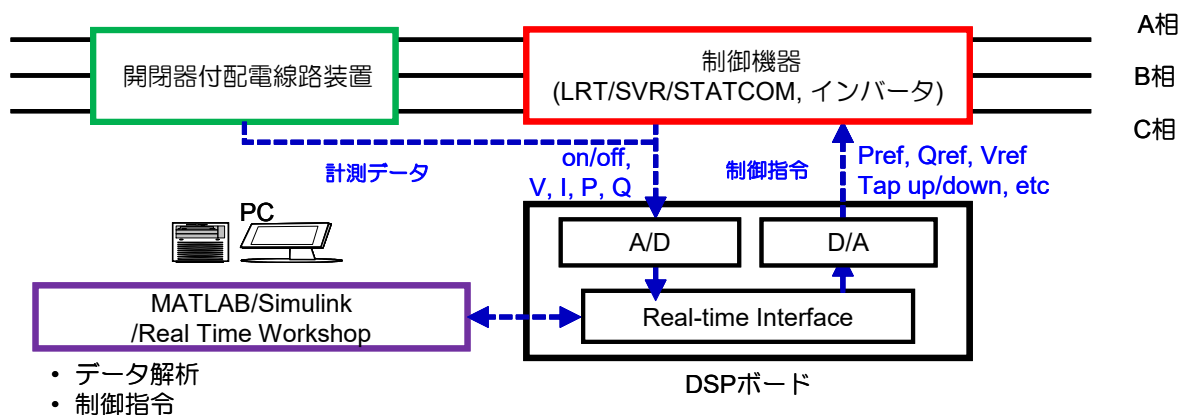 A相
開閉器付配電線路装置
制御機器
(LRT/SVR/STATCOM, インバータ)
B相
C相
計測データ
on/off,
V, I, P, Q
制御指令
Pref, Qref, Vref
Tap up/down, etc
PC
A/D
D/A
MATLAB/Simulink
/Real Time Workshop
Real-time Interface
• データ解析
• 制御指令
DSPボード